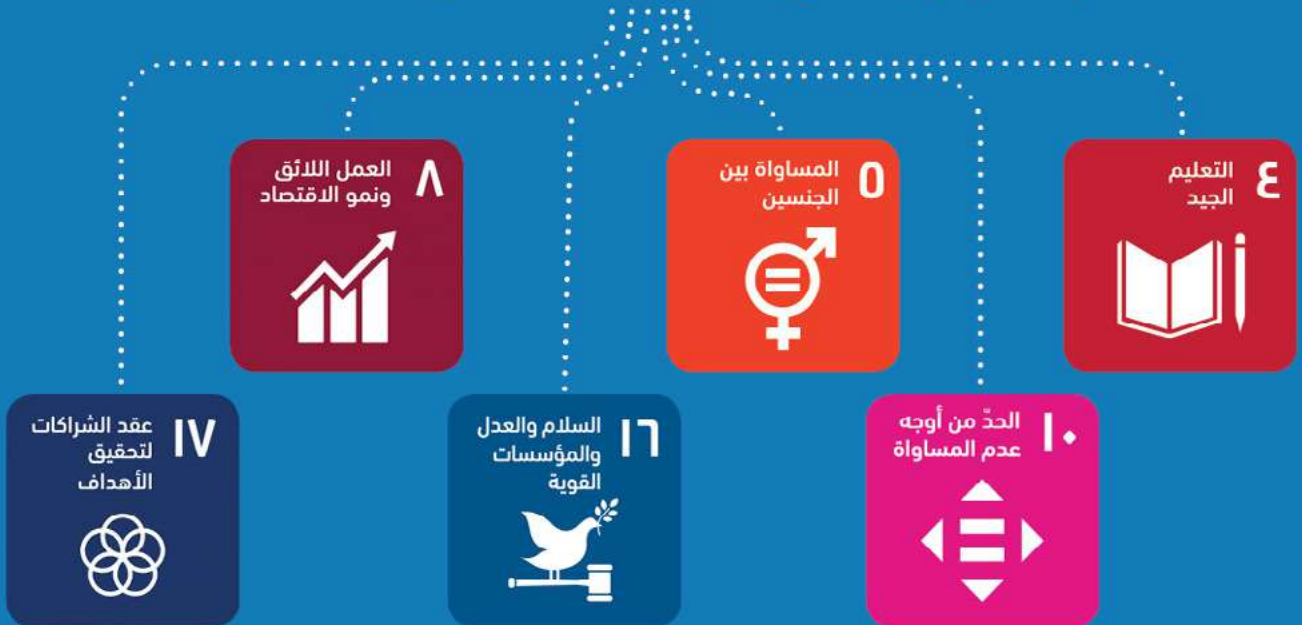 ٤
التعليم
الجيد
٥
المساواة بين
الجنسين
٨
العمل اللائق
ونمو الاقتصاد
١٠
الحدّ من أوجه
عدم المساواة
١٦
السلام والعدل
والمؤسسات
القوية
١٧
عقد الشراكات
لتحقيق
الأهداف